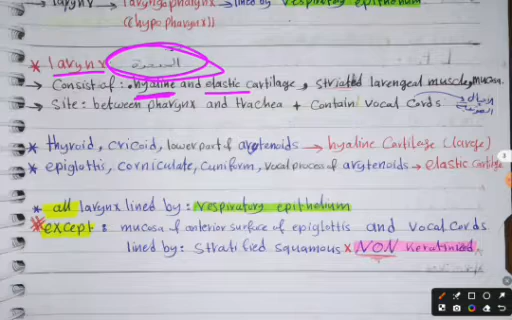 * larynx → laryngopharynx → lined by respiratory epithelium
((hypopharynx))
* larynx
→ Consist of: hyaline and elastic cartilage, striated larengeal muscle, mucosa
→ Site: between pharynx and trachea + Contain vocal Cords
* thyroid, cricoid, lower part of arytenoids → hyaline Cartilage (large)
* epiglottis, corniculate, cuniform, vocal process of arytenoids → elastic cartilage
* all larynx lined by: respiratory epithelium
* except: mucosa of anterior surface of epiglottis and vocal cords.
lined by: stratified squamous * NON keratinized.